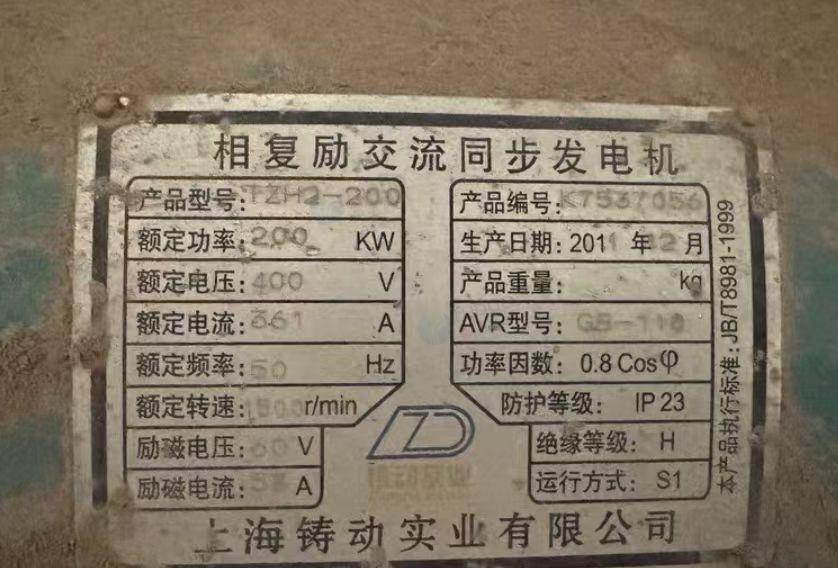 相复励交流同步发电机
产品型号: TZH2-200
额定功率: 200 KW
额定电压: 400 V
额定电流: 361 A
额定频率: 50 Hz
额定转速: 1500 r/min
励磁电压: V
励磁电流: A
产品编号: K7537056
生产日期: 2011 年 12 月
产品重量: kg
AVR型号: GB-110
功率因数: 0.8 Cosφ
防护等级: IP 23
绝缘等级: H
运行方式: S1
本产品执行标准: JB/T8981-1999
ZD
上海铸动实业有限公司